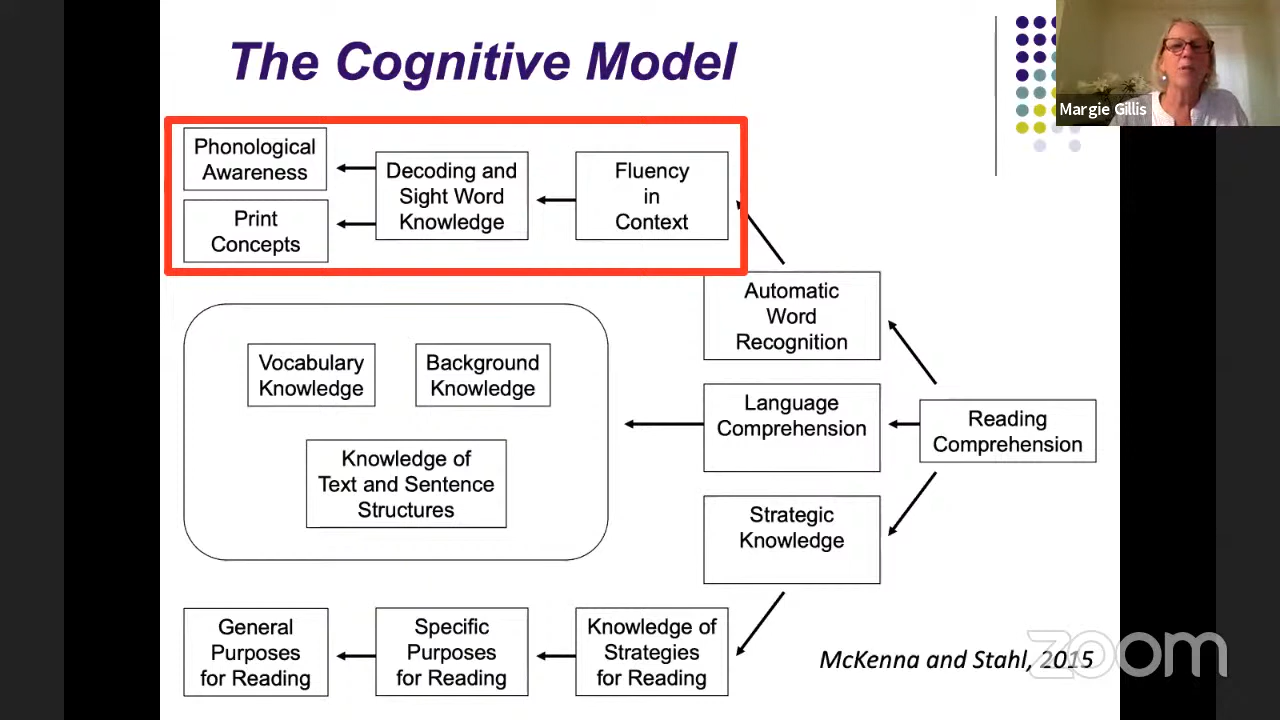 The Cognitive Model
Margie Gillis
Phonological
Awareness
Print
Concepts
Decoding and
Sight Word
Knowledge
Fluency
in
Context
Automatic
Word
Recognition
Vocabulary
Knowledge
Background
Knowledge
Knowledge of
Text and Sentence
Structures
Language
Comprehension
Reading
Comprehension
Strategic
Knowledge
General
Purposes
for Reading
Specific
Purposes
for Reading
Knowledge of
Strategies
for Reading
McKenna and Stahl, 2015
zoom